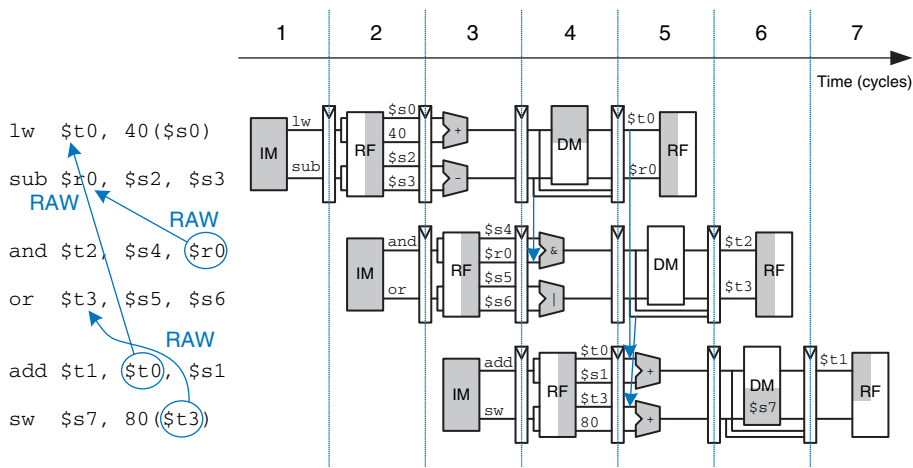 1 2 3 4 5 6 7
Time (cycles)
lw $t0, 40($s0)
sub $r0, $s2, $s3
RAW
RAW
and $t2, $s4, $r0
or $t3, $s5, $s6
RAW
add $t1, $t0, $s1
sw $s7, 80($t3)
IM
lw
sub
RF
$s0
40
$s2
$s3
+
-
DM
$t0
$r0
RF
IM
and
or
RF
$s4
$r0
$s5
$s6
&
|
DM
$t2
$t3
RF
IM
add
sw
RF
$t0
$s1
$t3
80
+
+
DM
$s7
$t1
RF